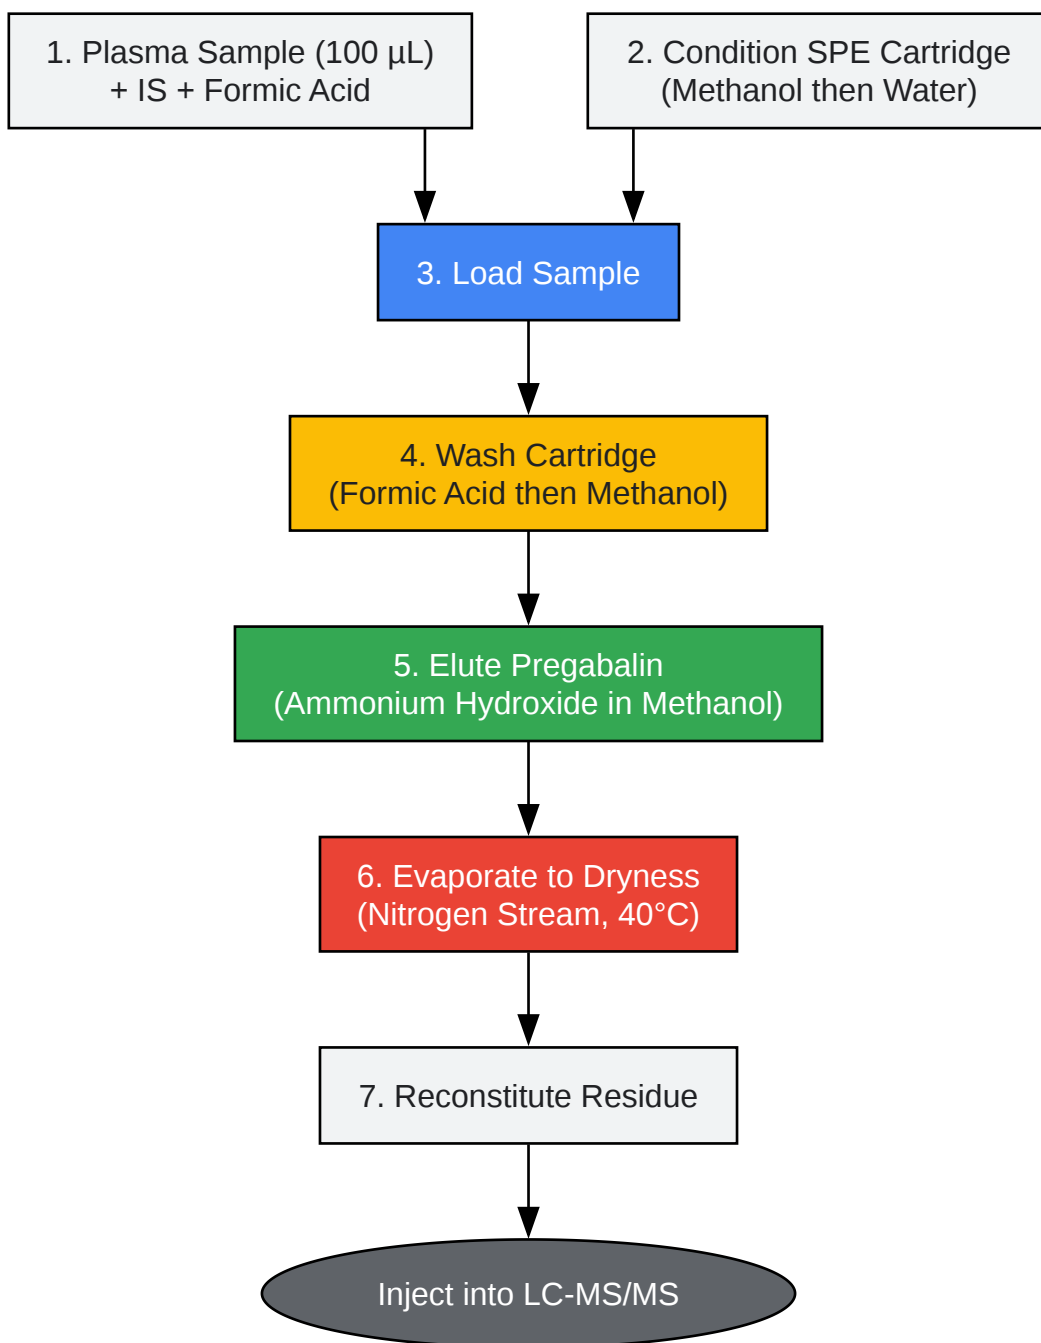 1. Plasma Sample (100 µL)
+ IS + Formic Acid
2. Condition SPE Cartridge
(Methanol then Water)
3. Load Sample
4. Wash Cartridge
(Formic Acid then Methanol)
5. Elute Pregabalin
(Ammonium Hydroxide in Methanol)
6. Evaporate to Dryness
(Nitrogen Stream, 40°C)
7. Reconstitute Residue
Inject into LC-MS/MS